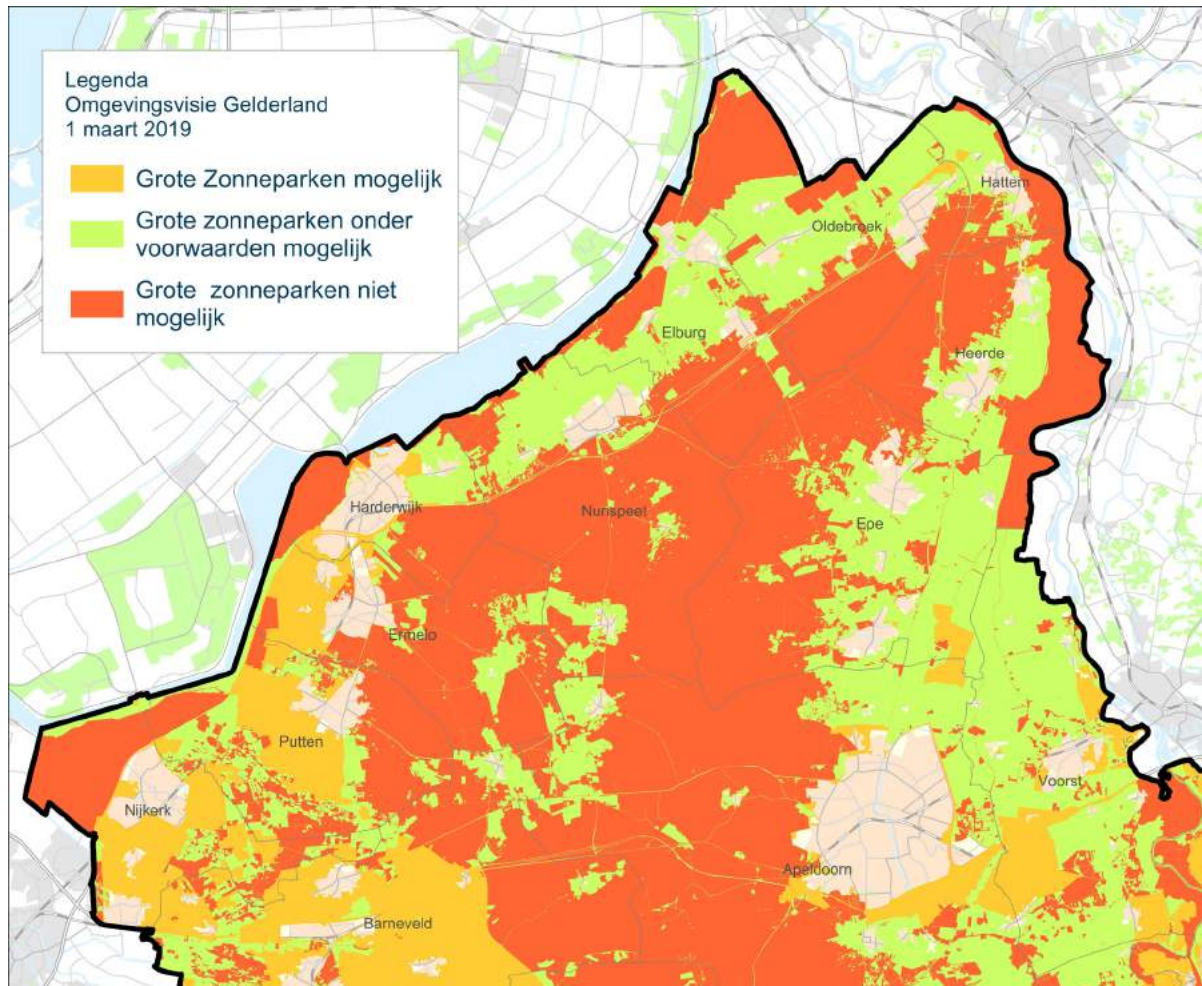 Legenda
Omgevingsvisie Gelderland
1 maart 2019
Grote Zonneparken mogelijk
Grote zonneparken onder
voorwaarden mogelijk
Grote zonneparken niet
mogelijk
Hattem
Oldebroek
Elburg
Heerde
Harderwijk
Nunspeet
Epe
Ermelo
Putten
Voorst
Nijkerk
Apeldoorn
Barneveld